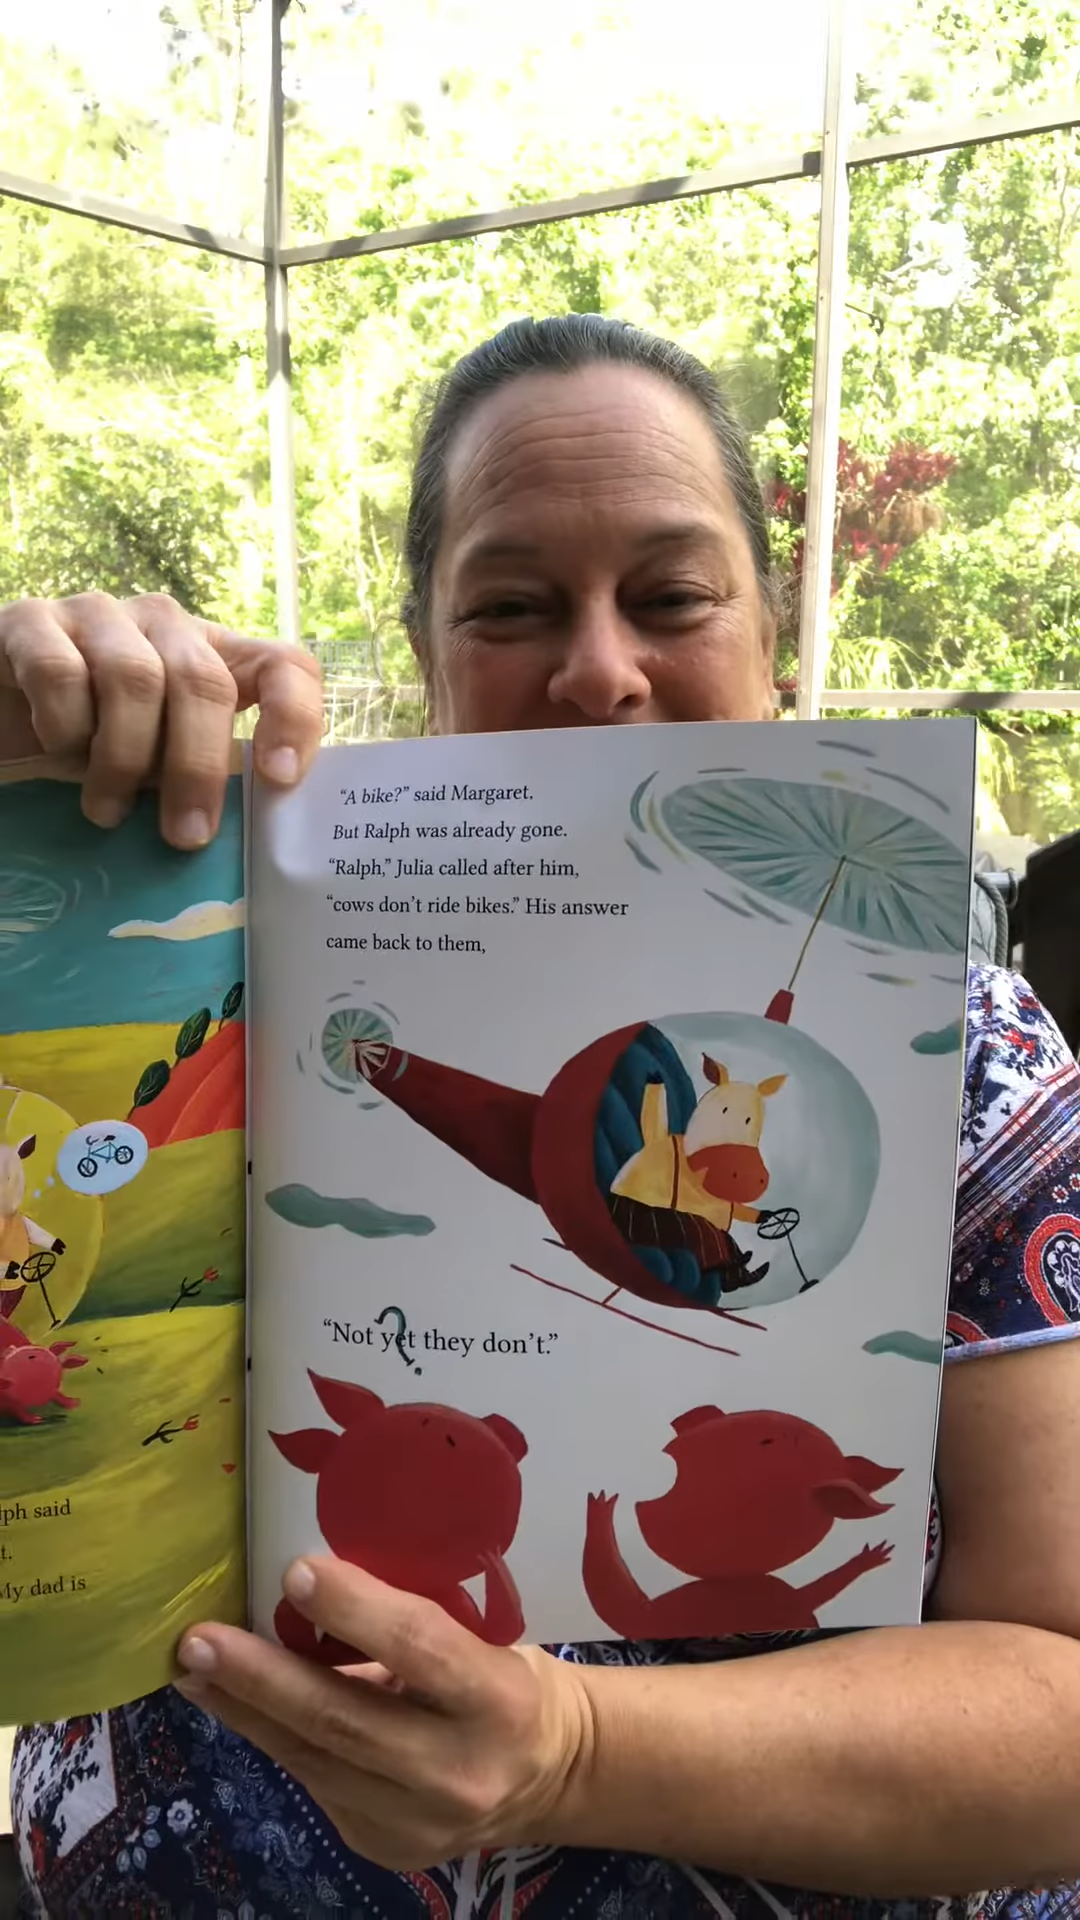 "A bike?" said Margaret.
But Ralph was already gone.
"Ralph," Julia called after him,
"cows don't ride bikes." His answer
came back to them,
"Not yet they don't."
?
said
My dad is